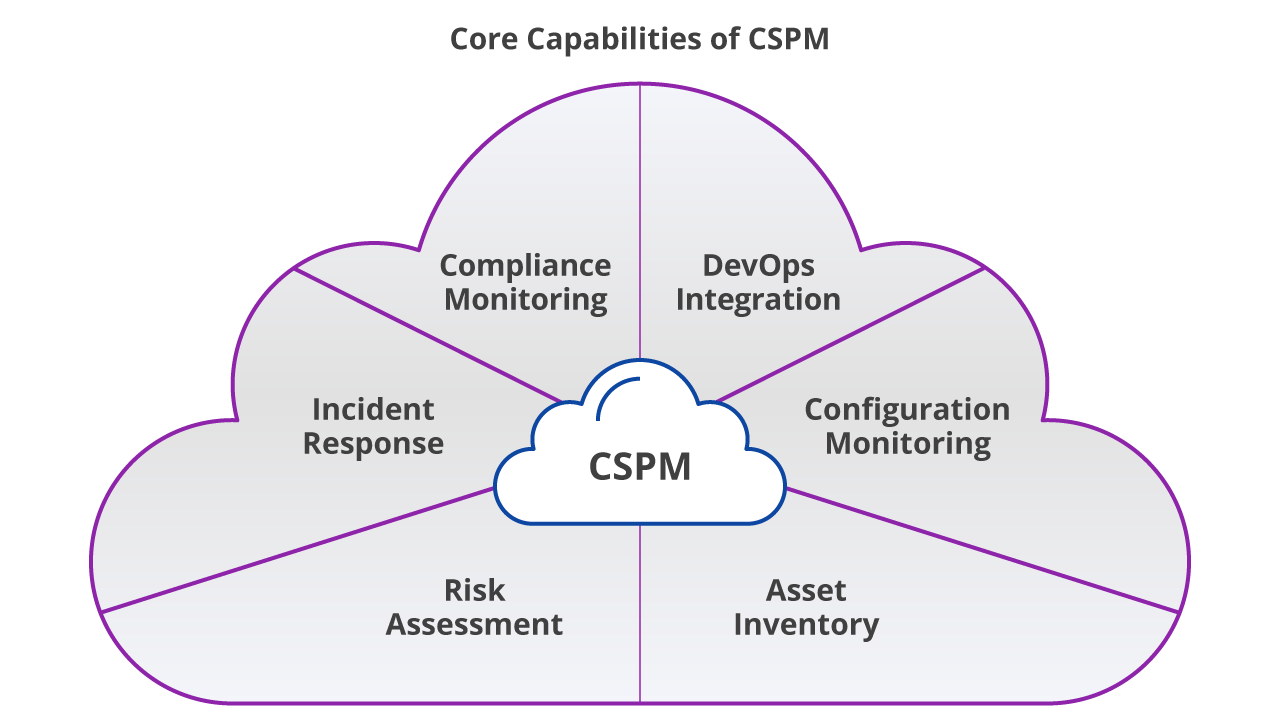 Core Capabilities of CSPM
Compliance
Monitoring
DevOps
Integration
Incident
Response
Configuration
Monitoring
CSPM
Risk
Assessment
Asset
Inventory